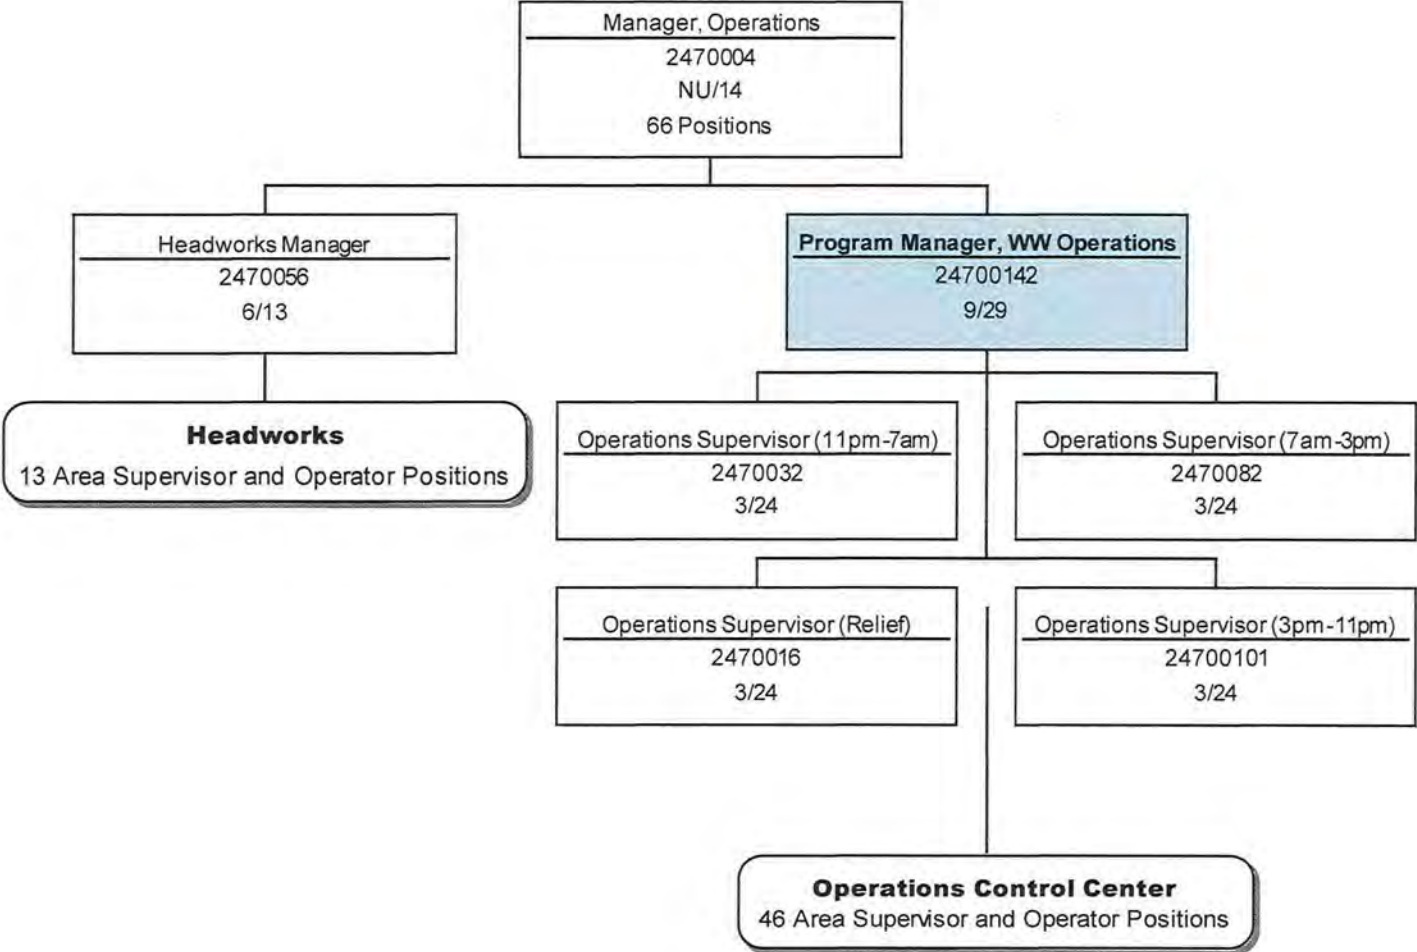 Manager, Operations
2470004
NU/14
66 Positions
Headworks Manager
2470056
6/13
Program Manager, WW Operations
24700142
9/29
Headworks
13 Area Supervisor and Operator Positions
Operations Supervisor (11pm-7am)
2470032
3/24
Operations Supervisor (7am-3pm)
2470082
3/24
Operations Supervisor (Relief)
2470016
3/24
Operations Supervisor (3pm-11pm)
24700101
3/24
Operations Control Center
46 Area Supervisor and Operator Positions